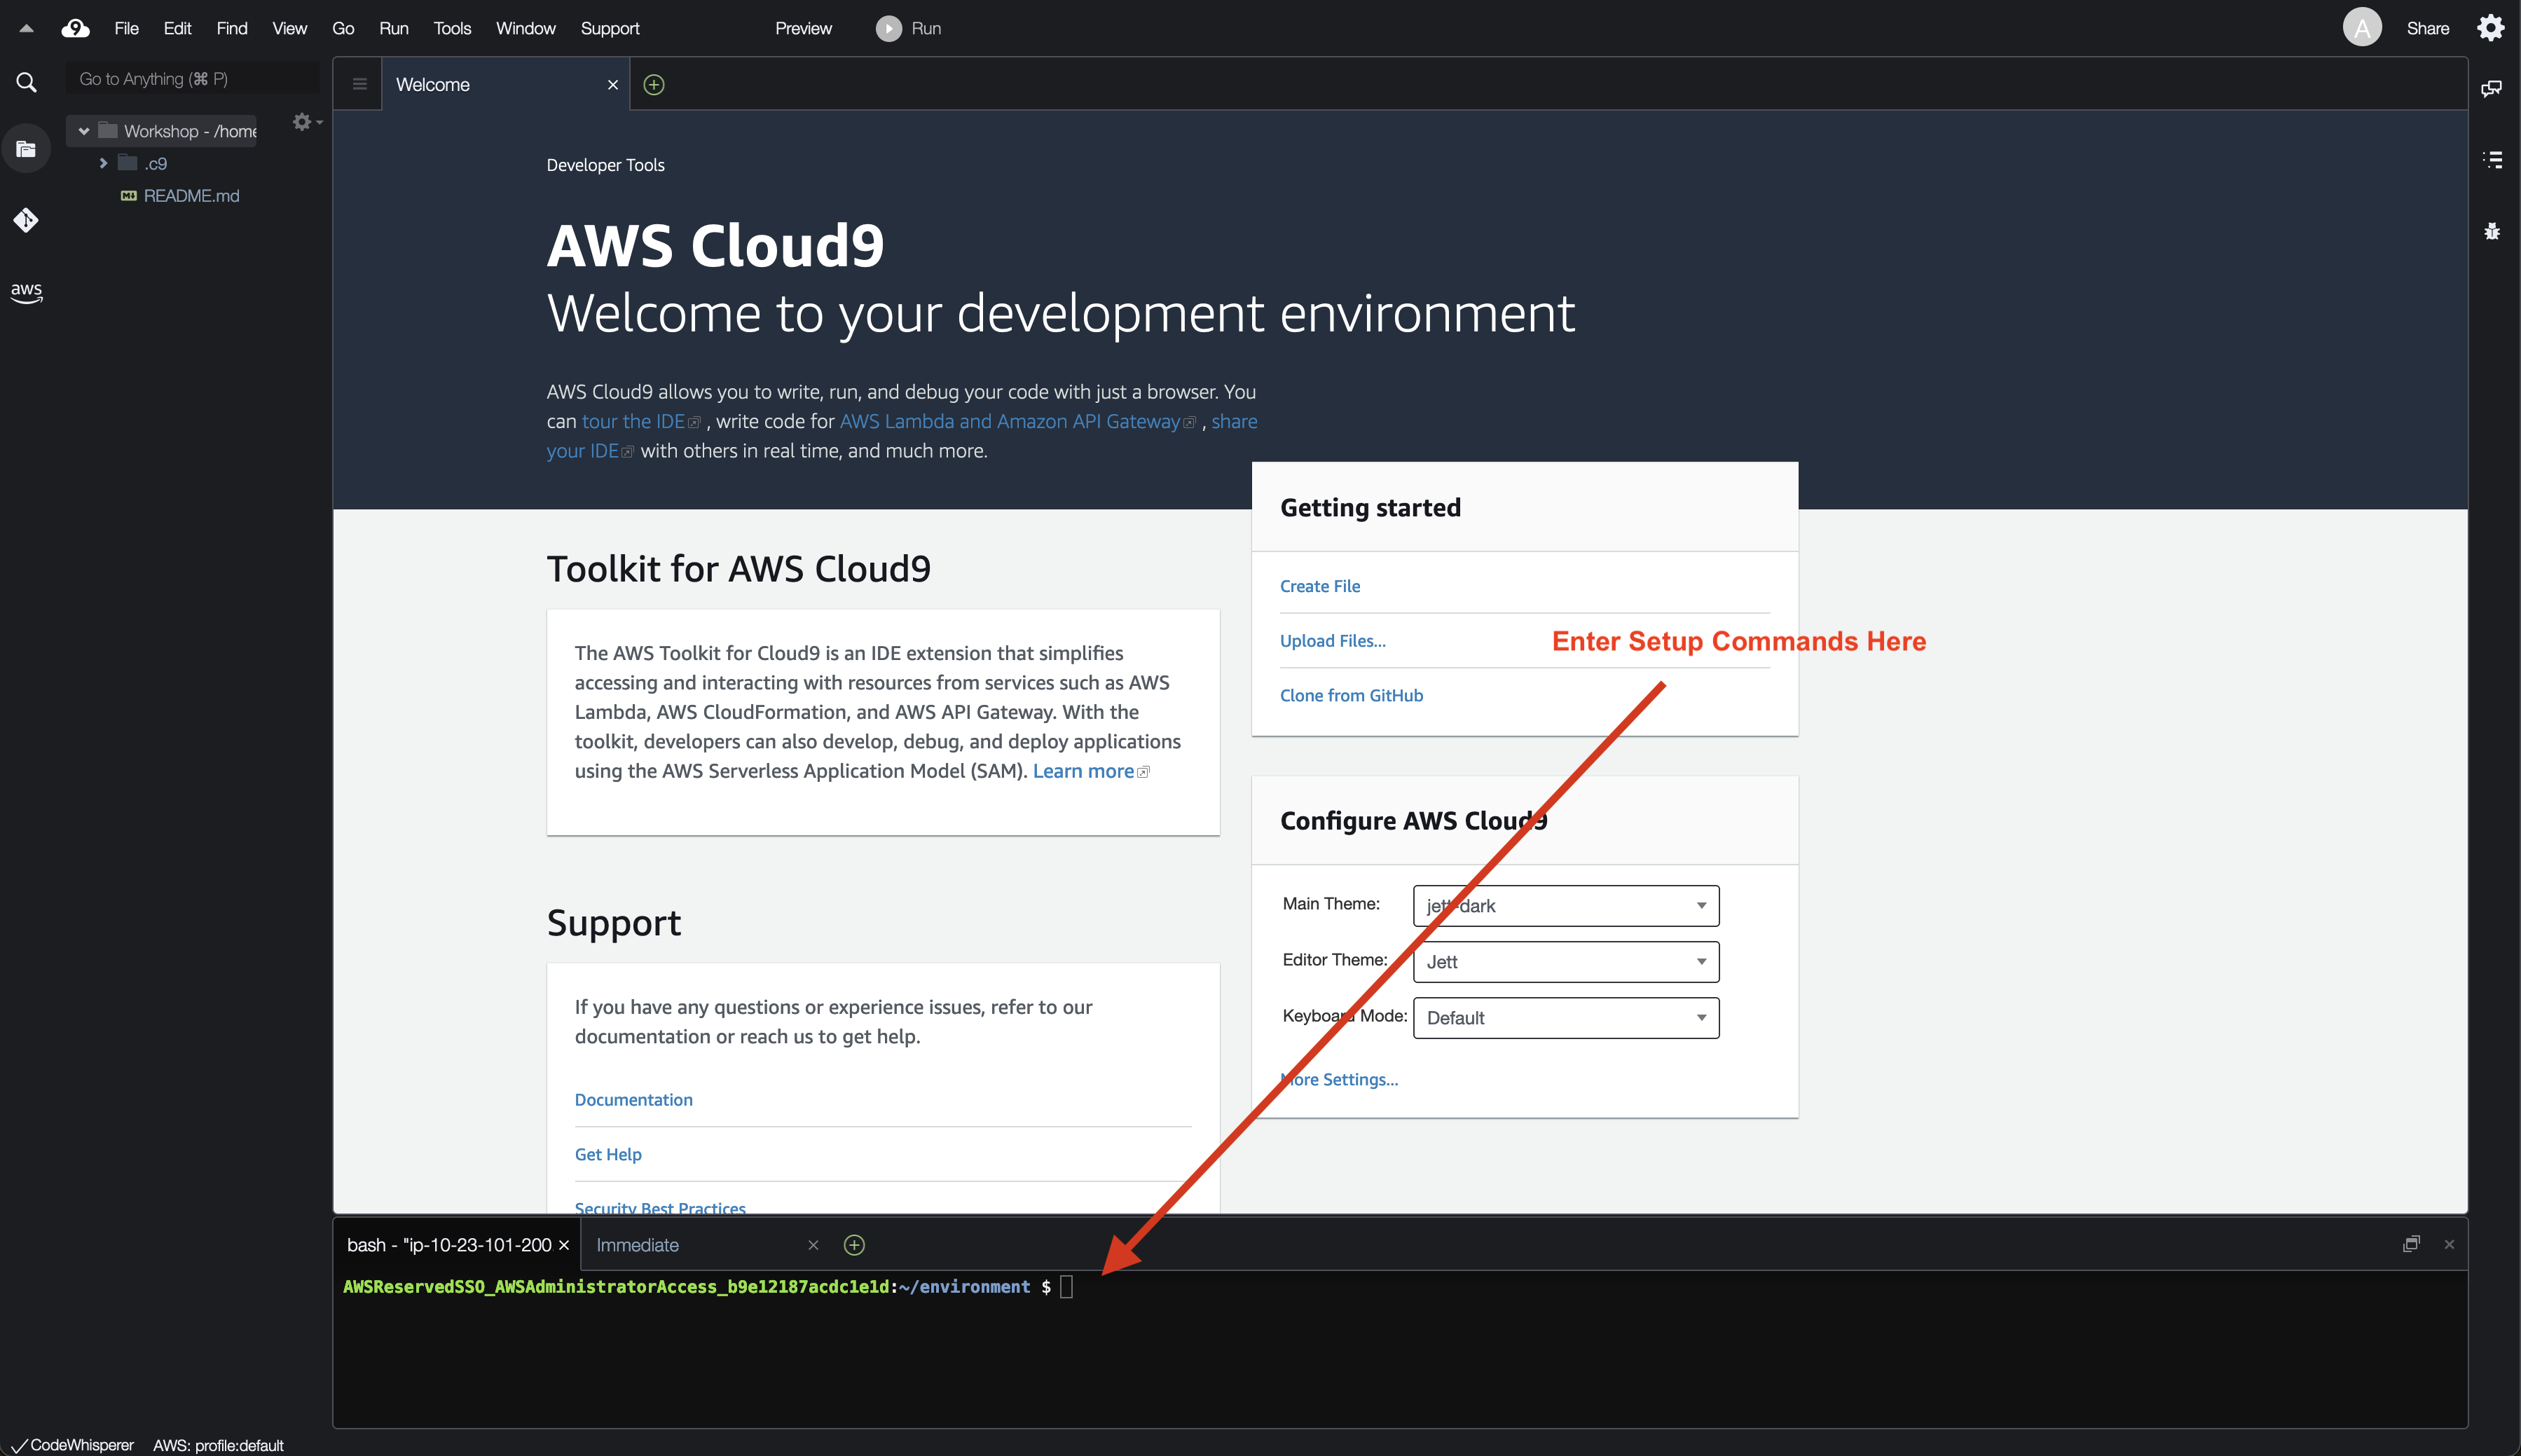 File Edit Find View Go Run Tools Window Support Preview Run A Share
Go to Anything (⌘ P)
Workshop - /home
.c9
README.md
aws
Welcome
Developer Tools
AWS Cloud9
Welcome to your development environment
AWS Cloud9 allows you to write, run, and debug your code with just a browser. You
can tour the IDE , write code for AWS Lambda and Amazon API Gateway , share
your IDE with others in real time, and much more.
Toolkit for AWS Cloud9
The AWS Toolkit for Cloud9 is an IDE extension that simplifies
accessing and interacting with resources from services such as AWS
Lambda, AWS CloudFormation, and AWS API Gateway. With the
toolkit, developers can also develop, debug, and deploy applications
using the AWS Serverless Application Model (SAM). Learn more
Support
If you have any questions or experience issues, refer to our
documentation or reach us to get help.
Documentation
Get Help
Security Best Practices
Getting started
Create File
Upload Files...
Clone from GitHub
Enter Setup Commands Here
Configure AWS Cloud9
Main Theme: jett-dark
Editor Theme: Jett
Keyboard Mode: Default
More Settings...
bash - "ip-10-23-101-200 Immediate
AWSReservedSSO_AWSAdministratorAccess_b9e12187acdc1e1d:~/environment $
CodeWhisperer AWS: profile:default